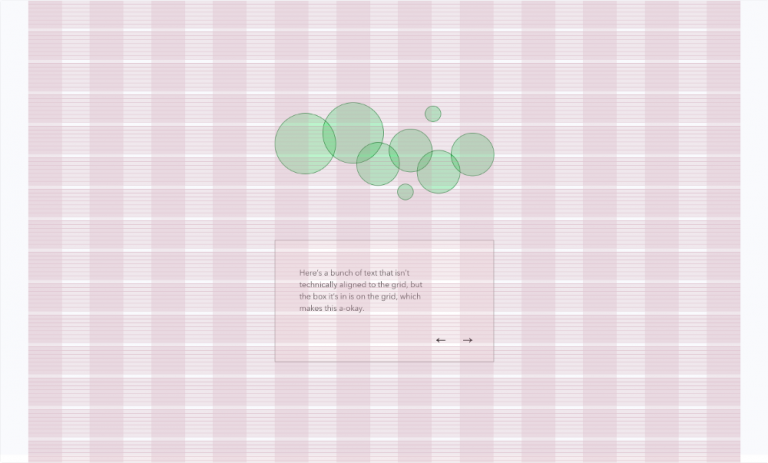 Here's a bunch of text that isn't
technically aligned to the grid, but
the box it's in is on the grid, which
makes this a-okay.
← →